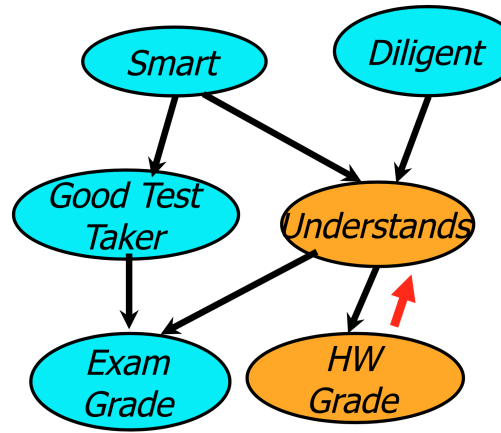 Smart
Diligent
Good Test
Taker
Understands
Exam
Grade
HW
Grade